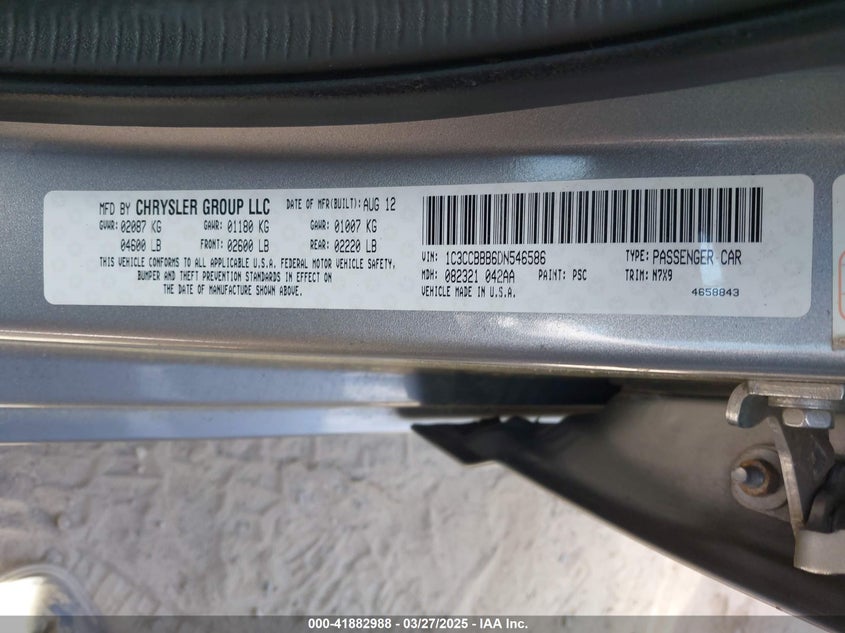 MFD BY CHRYSLER GROUP LLC DATE OF MFR(BUILT): AUG 12
GVWR: 02087 KG GAWR: 01180 KG GAWR: 01007 KG
04600 LB FRONT: 02600 LB REAR: 02220 LB
THIS VEHICLE CONFORMS TO ALL APPLICABLE U.S.A. FEDERAL MOTOR VEHICLE SAFETY,
BUMPER AND THEFT PREVENTION STANDARDS IN EFFECT ON
THE DATE OF MANUFACTURE SHOWN ABOVE.
VIN: 1C3CCBBB6DN546586 TYPE: PASSENGER CAR
MDH: 082321 042AA PAINT: PSC TRIM: N7X9
VEHICLE MADE IN U.S.A. 4658843
000-41882988 — 03/27/2025 — IAA Inc.